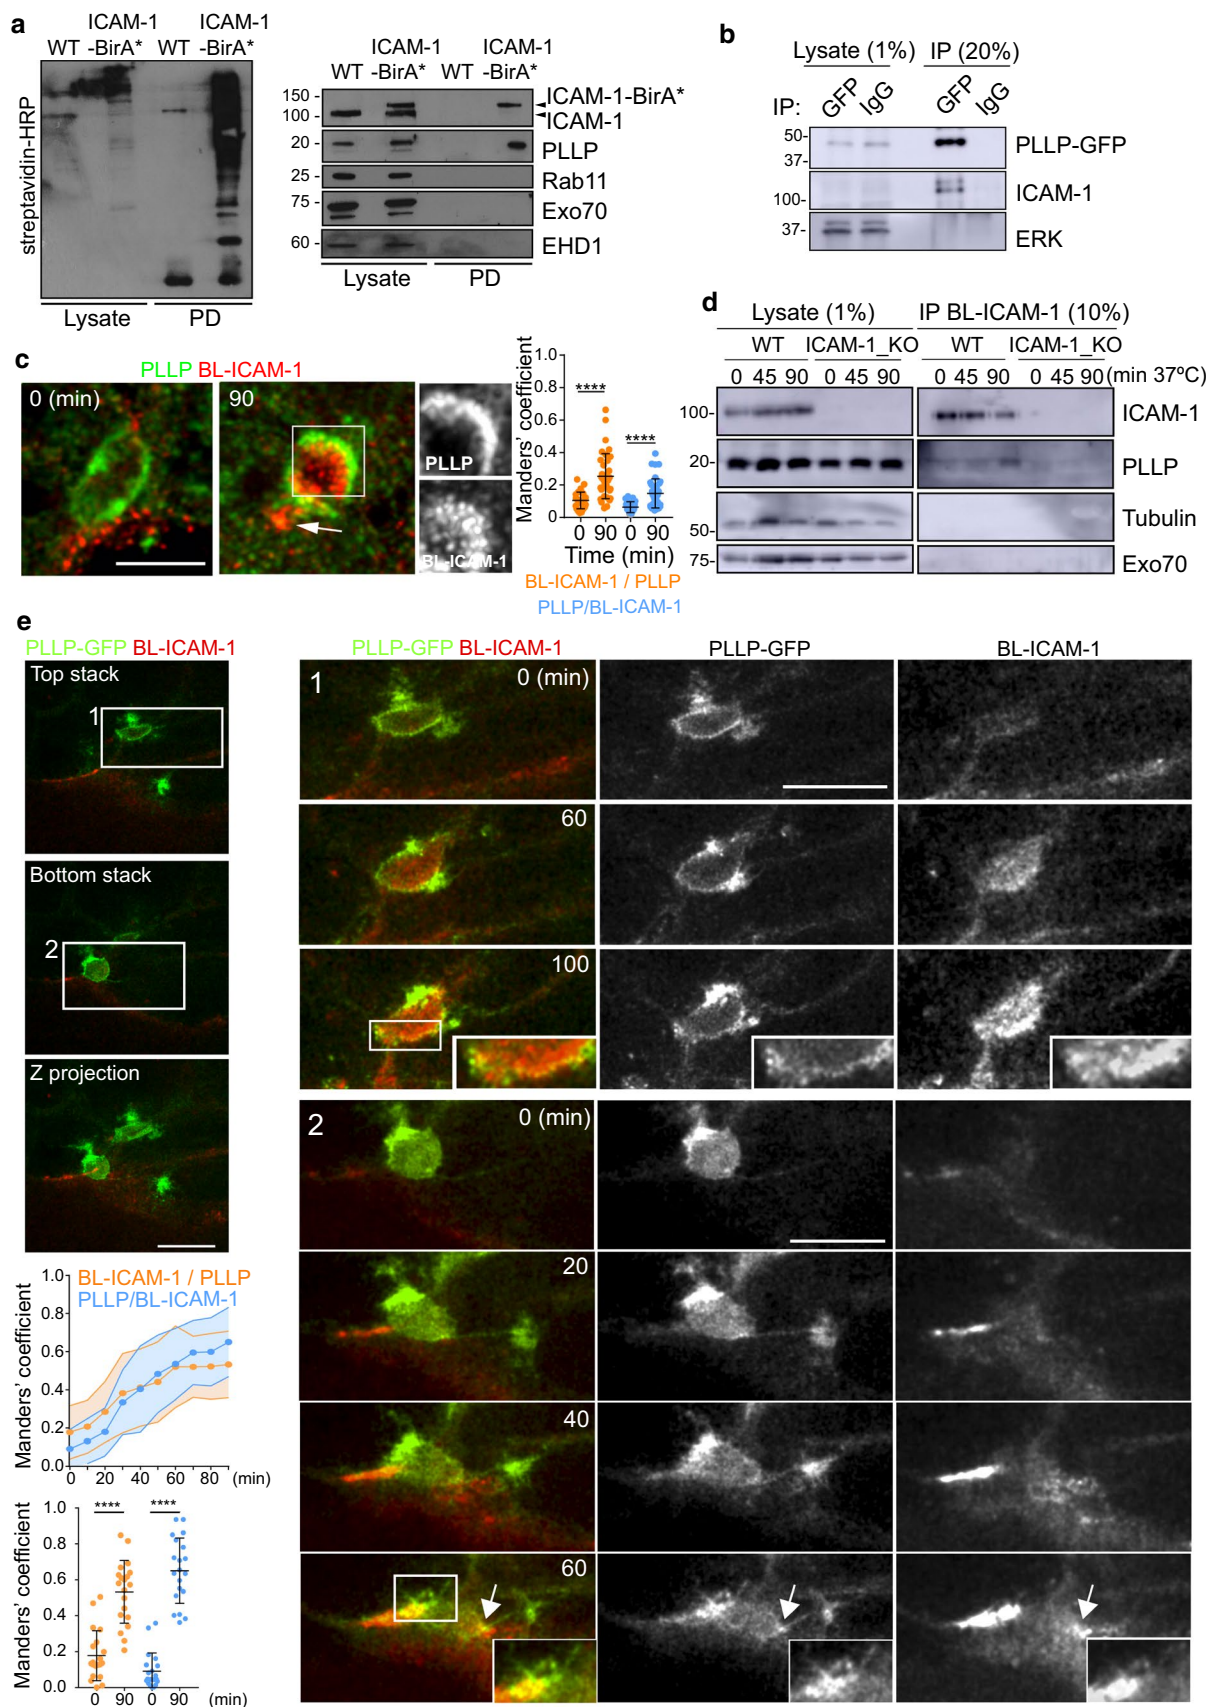 a
ICAM-1
ICAM-1
WT -BirA* WT -BirA*
streptavidin-HRP
Lysate PD
ICAM-1 ICAM-1
WT -BirA* WT -BirA*
150 -
100 -
ICAM-1-BirA*
ICAM-1
20 -
PLLP
25 -
Rab11
75 -
Exo70
60 -
EHD1
Lysate PD
b
Lysate (1%) IP (20%)
IP: GFP IgG GFP IgG
50-
37-
PLLP-GFP
100-
ICAM-1
37-
ERK
c
PLLP BL-ICAM-1
0 (min)
90
PLLP
BL-ICAM-1
Manders' coefficient
1.0
0.8
0.6
0.4
0.2
0
**** ****
0 90 0 90
Time (min)
BL-ICAM-1 / PLLP
PLLP/BL-ICAM-1
d
Lysate (1%) IP BL-ICAM-1 (10%)
WT ICAM-1_KO WT ICAM-1_KO
0 45 90 0 45 90 0 45 90 0 45 90 (min 37ºC)
100-
ICAM-1
20-
PLLP
50-
Tubulin
75-
Exo70
e
PLLP-GFP BL-ICAM-1
Top stack
1
Bottom stack
2
Z projection
Manders' coefficient
1.0
0.8
0.6
0.4
0.2
0.0
BL-ICAM-1 / PLLP
PLLP/BL-ICAM-1
0 20 40 60 80 (min)
Manders' coefficient
1.0
0.8
0.6
0.4
0.2
0.0
**** ****
0 90 0 90 (min)
PLLP-GFP BL-ICAM-1 PLLP-GFP BL-ICAM-1
1
0 (min)
60
100
2
0 (min)
20
40
60